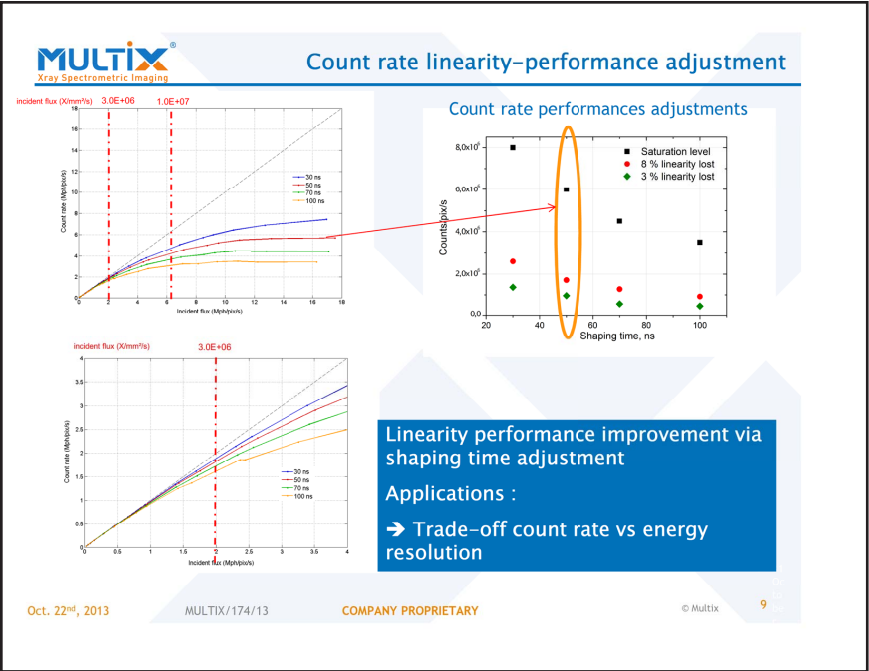 MULTIX®
Xray Spectrometric Imaging
Count rate linearity-performance adjustment
incident flux (X/mm²/s) 3.0E+06 1.0E+07
18
16
14
12
10
8
6
4
2
0
Count rate (Mph/pix/s)
30 ns
50 ns
70 ns
100 ns
0 2 4 6 8 10 12 14 16 18
Incident flux (Mph/pix/s)
Count rate performances adjustments
8,0x10⁶
6,0x10⁶
4,0x10⁶
2,0x10⁶
0,0
Counts/pix/s
Saturation level
8 % linearity lost
3 % linearity lost
20 40 60 80 100
Shaping time, ns
incident flux (X/mm²/s) 3.0E+06
4
3.5
3
2.5
2
1.5
1
0.5
0
Count rate (Mph/pix/s)
30 ns
50 ns
70 ns
100 ns
0 0.5 1 1.5 2 2.5 3 3.5 4
Incident flux (Mph/pix/s)
Linearity performance improvement via
shaping time adjustment
Applications :
➔ Trade-off count rate vs energy
resolution
Oct. 22nd, 2013 MULTIX/174/13 COMPANY PROPRIETARY © Multix 9